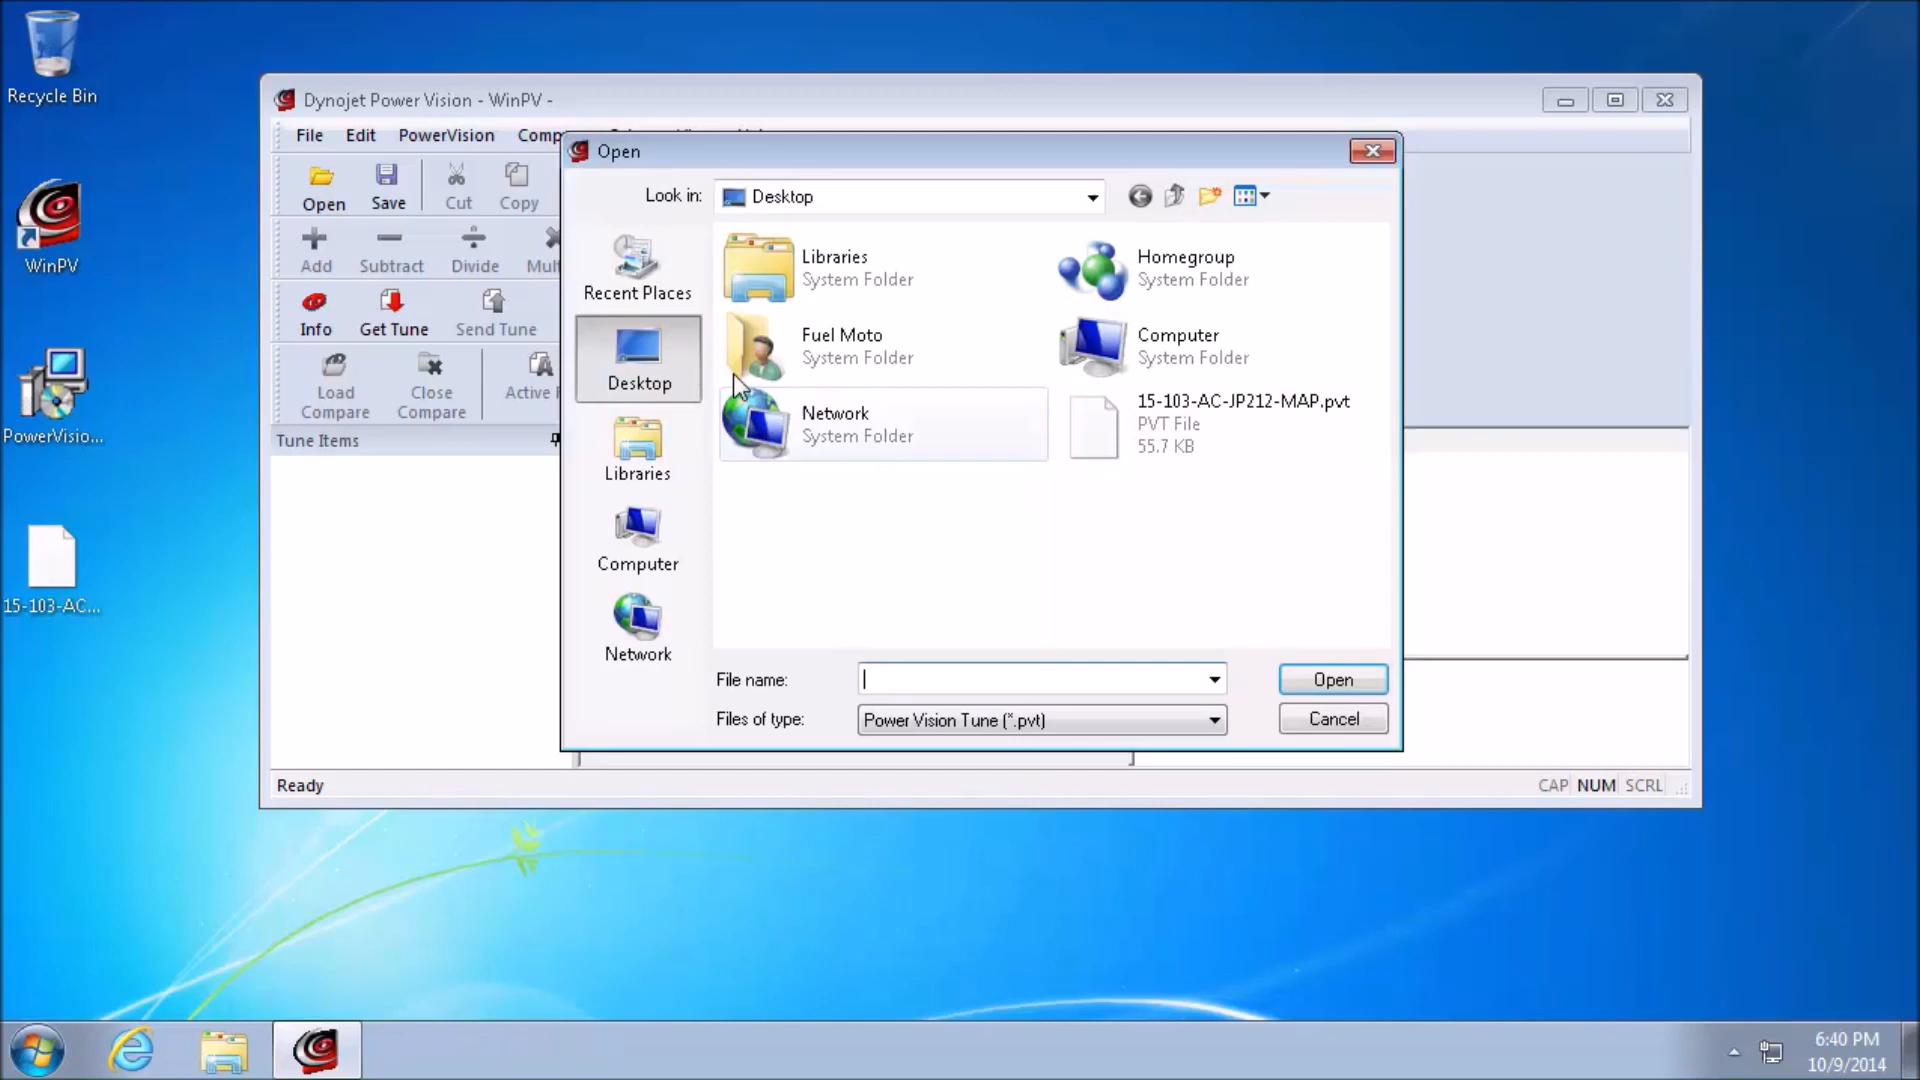 Recycle Bin
WinPV
PowerVisio...
15-103-AC...
Dynojet Power Vision - WinPV -
File Edit PowerVision Comp
Open Save Cut Copy
Add Subtract Divide Mult
Info Get Tune Send Tune
Load Compare
Close Compare
Active
Tune Items
Open
Look in: Desktop
Recent Places
Desktop
Libraries
Computer
Network
Libraries
System Folder
Homegroup
System Folder
Fuel Moto
System Folder
Computer
System Folder
Network
System Folder
15-103-AC-JP212-MAP.pvt
PVT File
55.7 KB
File name:
Open
Files of type: Power Vision Tune (*.pvt)
Cancel
Ready
CAP NUM SCRL
6:40 PM
10/9/2014